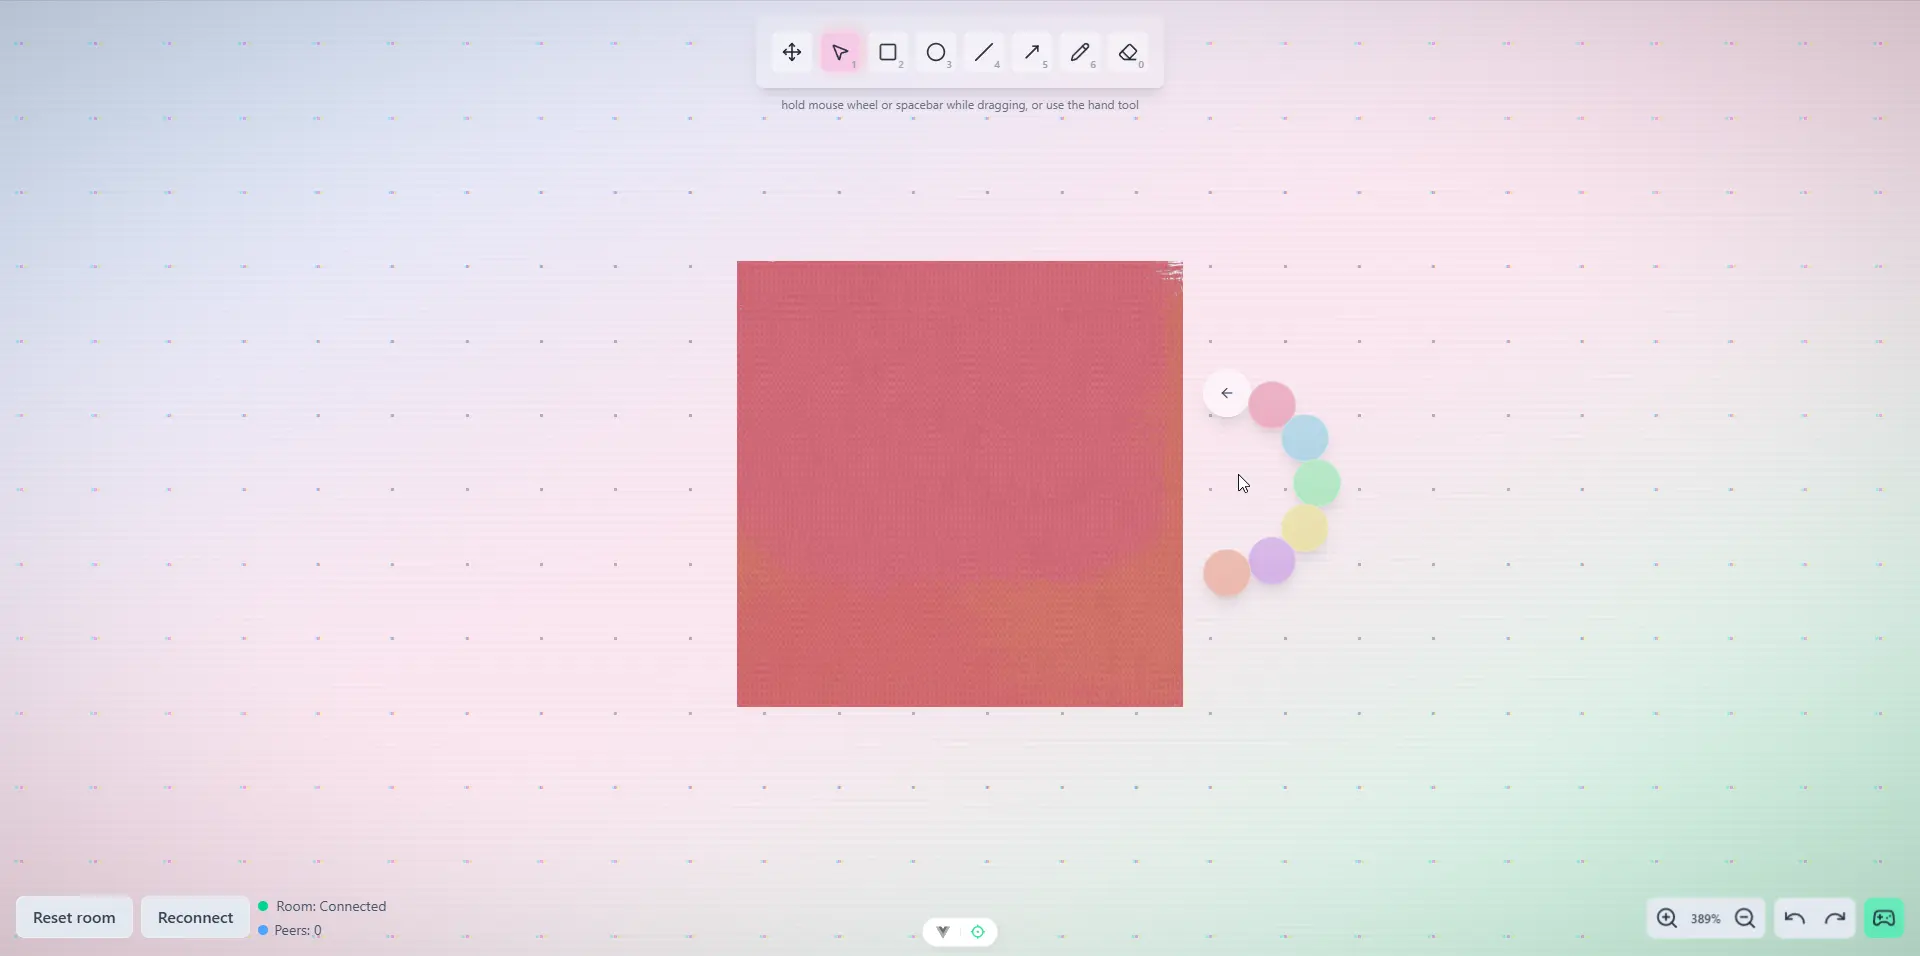 1
2
3
4
5
6
0
hold mouse wheel or spacebar while dragging, or use the hand tool
Reset room
Reconnect
Room: Connected
Peers: 0
389%